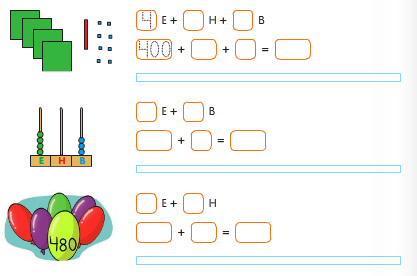 4 E + H + B
400 + + =
E + B
+ =
E H B
E + H
+ =
480